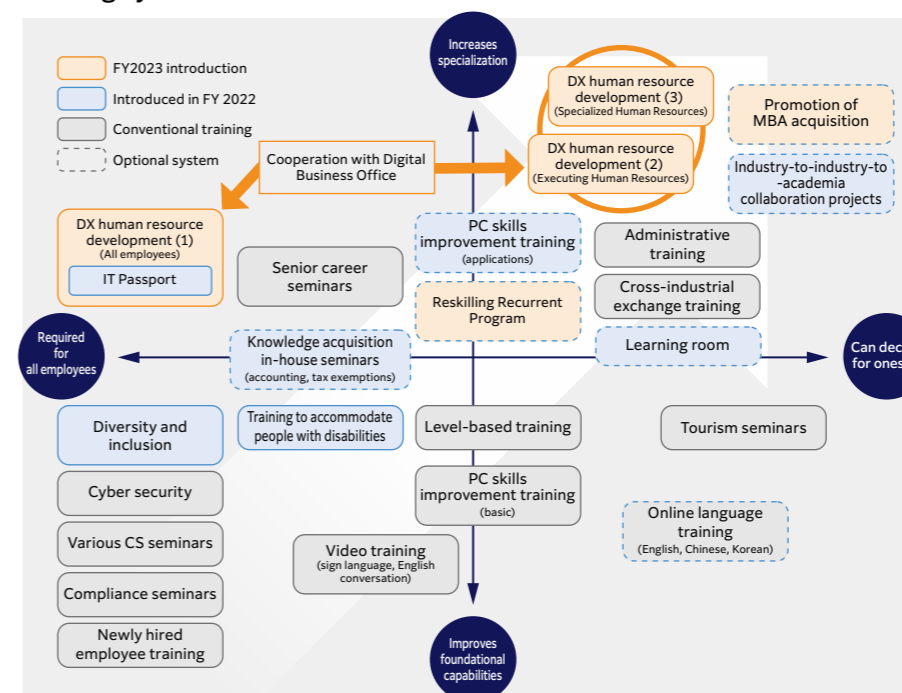 Increases
specialization
FY2023 introduction
Introduced in FY 2022
Conventional training
Optional system
DX human resource
development (3)
(Specialized Human Resources)
Promotion of
MBA acquisition
Cooperation with Digital
Business Office
DX human resource
development (2)
(Executing Human Resources)
Industry-to-industry-to
-academia
collaboration projects
DX human resource
development (1)
(All employees)
IT Passport
Senior career
seminars
PC skills
improvement training
(applications)
Administrative
training
Reskilling Recurrent
Program
Cross-industrial
exchange training
Required
for
all employees
Knowledge acquisition
in-house seminars
(accounting, tax exemptions)
Learning room
Can dec
for ones
Diversity and
inclusion
Training to accommodate
people with disabilities
Level-based training
Tourism seminars
Cyber security
PC skills
improvement training
(basic)
Various CS seminars
Video training
(sign language, English
conversation)
Online language
training
(English, Chinese, Korean)
Compliance seminars
Newly hired
employee training
Improves
foundational
capabilities